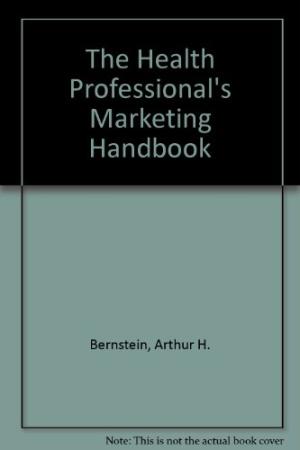 The Health
Professional's
Marketing
Handbook
Bernstein, Arthur H.
Note: This is not the actual book cover